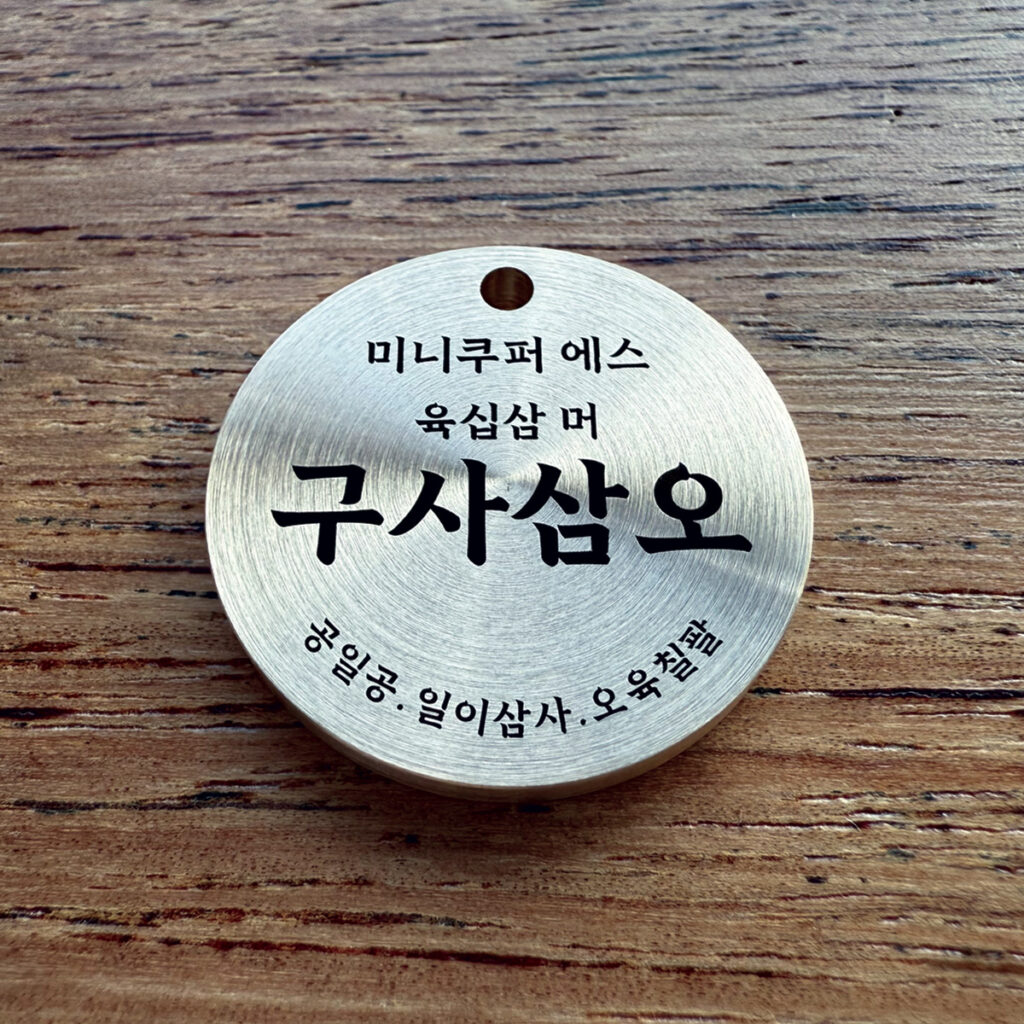 미니쿠퍼 에스
육십삼 머
구사삼오
공일공.일이삼사.오육칠팔